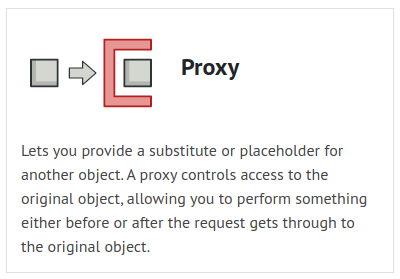 Proxy
Lets you provide a substitute or placeholder for
another object. A proxy controls access to the
original object, allowing you to perform something
either before or after the request gets through to
the original object.